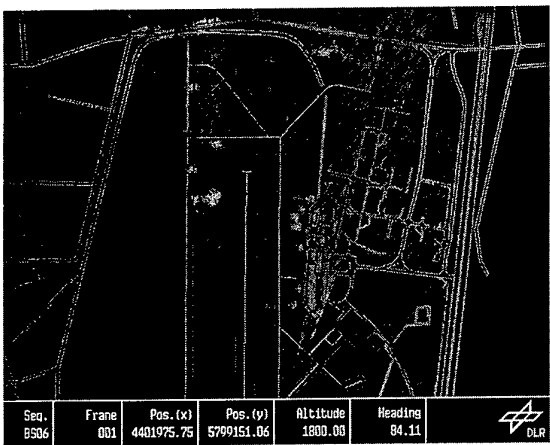 Seq. Frame Pos.(x) Pos.(y) Altitude Heading
BS06 001 4401975.75 5799151.06 1800.00 84.11
DLR